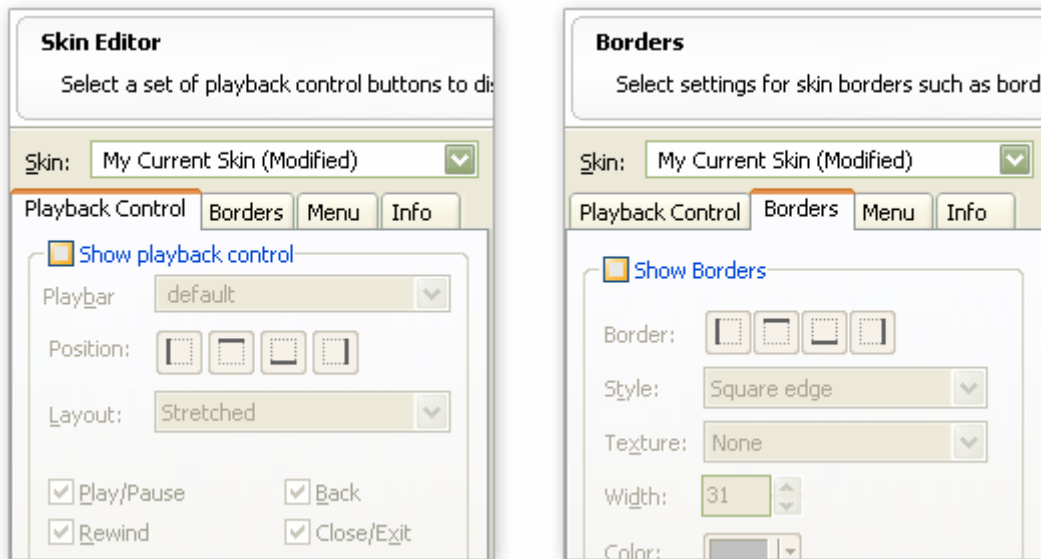 Skin Editor
Select a set of playback control buttons to di
Skin: My Current Skin (Modified)
Playback Control Borders Menu Info
Show playback control
Playbar default
Position:
Layout: Stretched
Play/Pause Back
Rewind Close/Exit
Borders
Select settings for skin borders such as bord
Skin: My Current Skin (Modified)
Playback Control Borders Menu Info
Show Borders
Border:
Style: Square edge
Texture: None
Width: 31
Color: